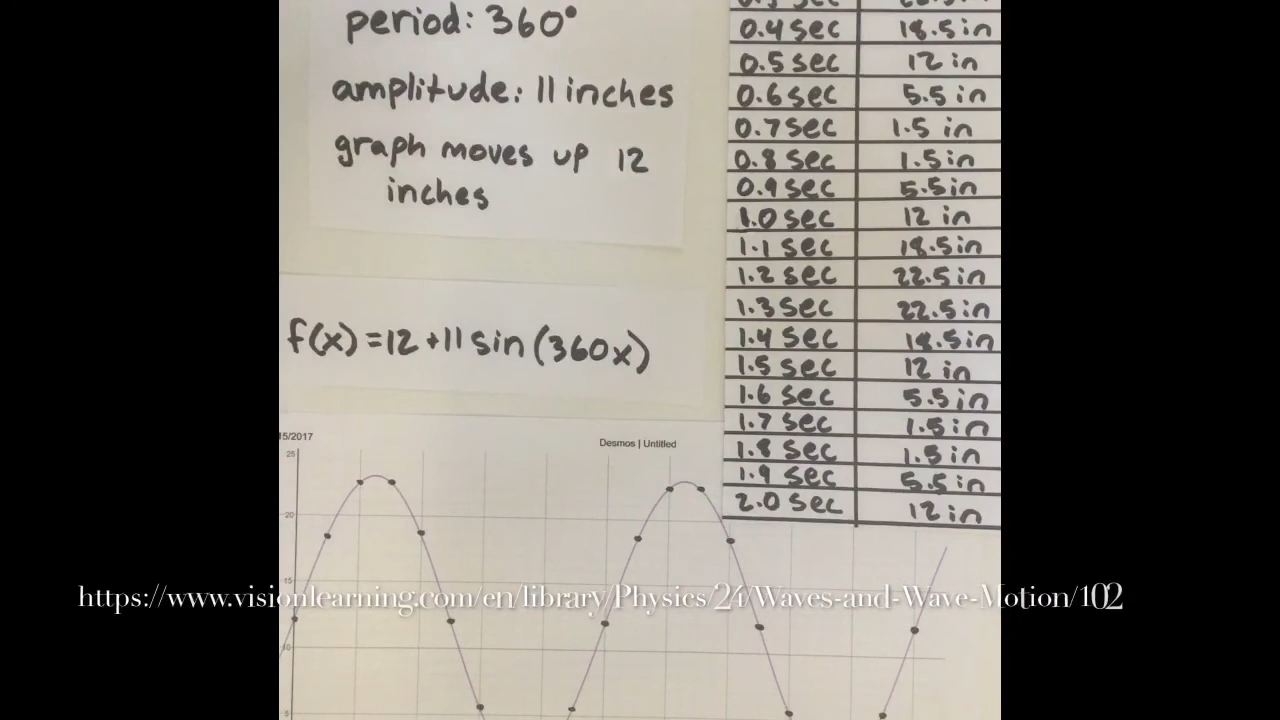 period: 360°
amplitude: 11 inches
graph moves up 12
inches
f(x) = 12 + 11 sin (360x)
0.4 sec 18.5 in
0.5 sec 12 in
0.6 sec 5.5 in
0.7 sec 1.5 in
0.8 sec 1.5 in
0.9 sec 5.5 in
1.0 sec 12 in
1.1 sec 18.5 in
1.2 sec 22.5 in
1.3 sec 22.5 in
1.4 sec 18.5 in
1.5 sec 12 in
1.6 sec 5.5 in
1.7 sec 1.5 in
1.8 sec 1.5 in
1.9 sec 5.5 in
2.0 sec 12 in
15/2017 Desmos | Untitled
25
20
15
https://www.visionlearning.com/en/library/Physics/24/Waves-and-Wave-Motion/102
10
5